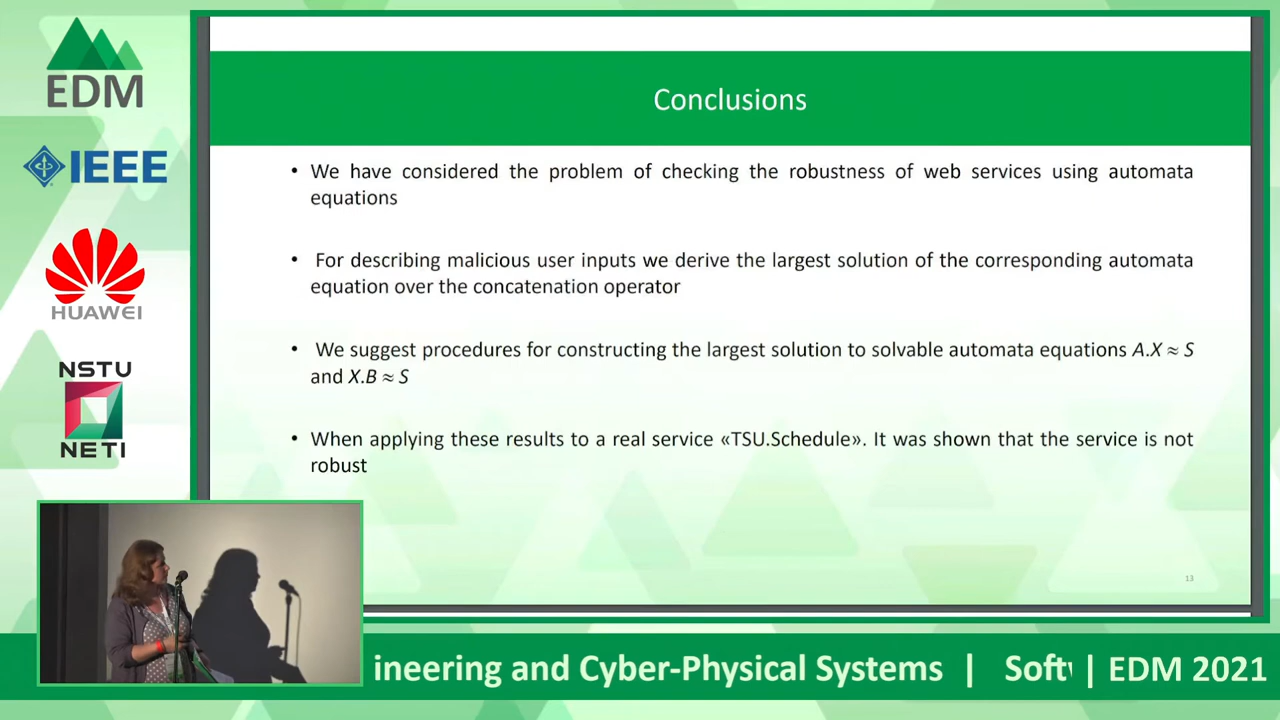 EDM
IEEE
HUAWEI
NSTU
NETI
Conclusions
• We have considered the problem of checking the robustness of web services using automata
equations
• For describing malicious user inputs we derive the largest solution of the corresponding automata
equation over the concatenation operator
• We suggest procedures for constructing the largest solution to solvable automata equations A.X ≈ S
and X.B ≈ S
• When applying these results to a real service «TSU.Schedule». It was shown that the service is not
robust
13
ineering and Cyber-Physical Systems | Softw | EDM 2021